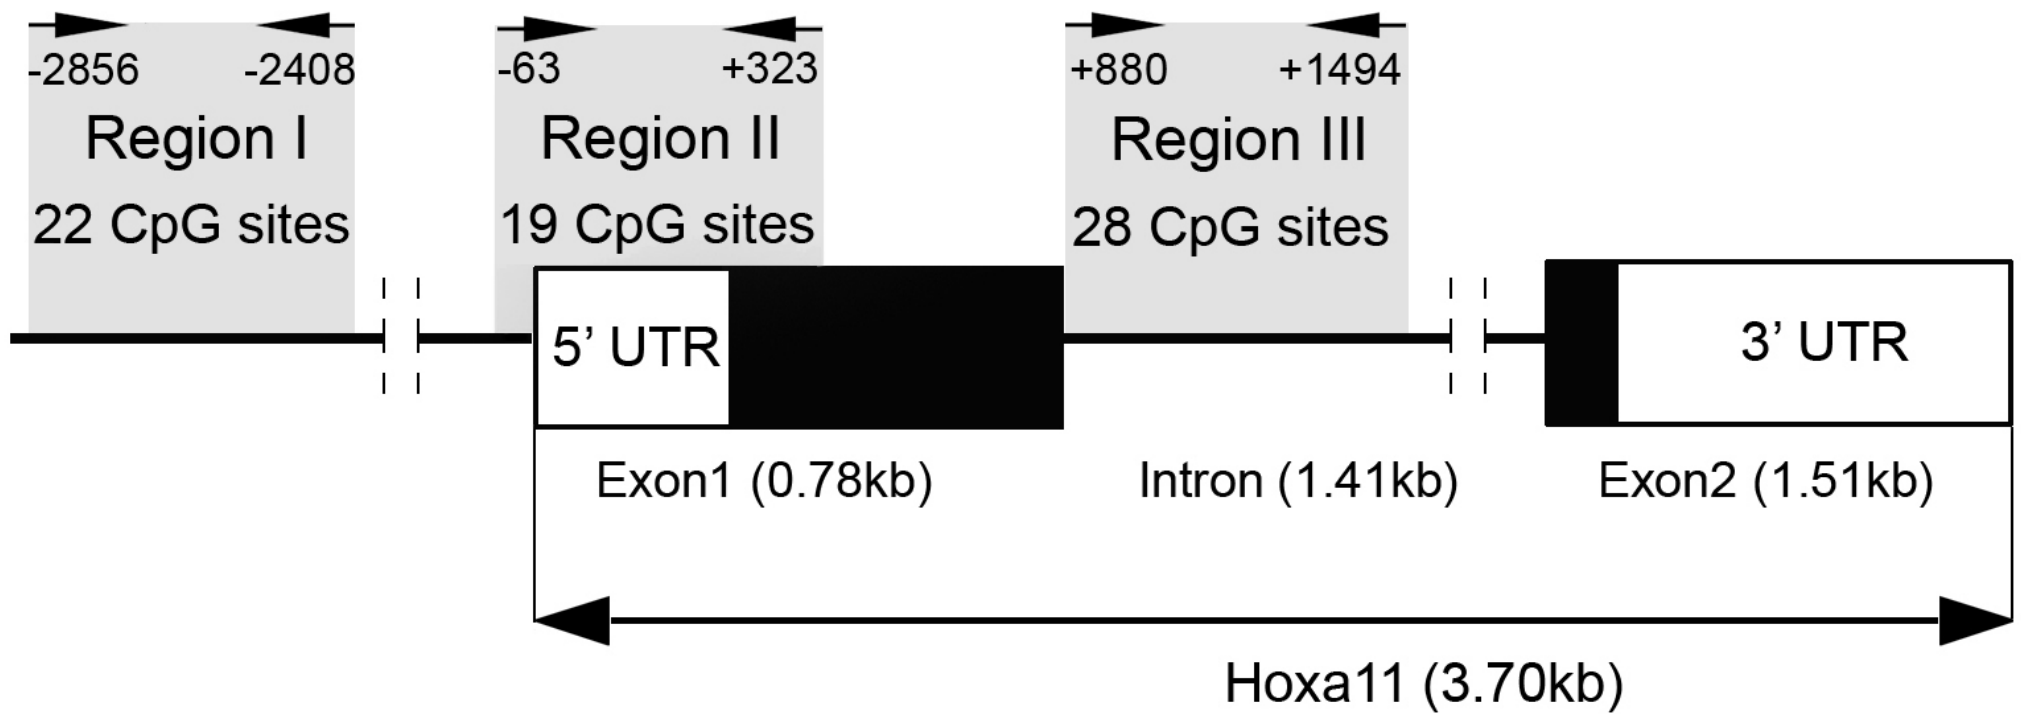 -2856 -2408 -63 +323 +880 +1494
Region I Region II Region III
22 CpG sites 19 CpG sites 28 CpG sites
5’ UTR 3’ UTR
Exon1 (0.78kb) Intron (1.41kb) Exon2 (1.51kb)
Hoxa11 (3.70kb)